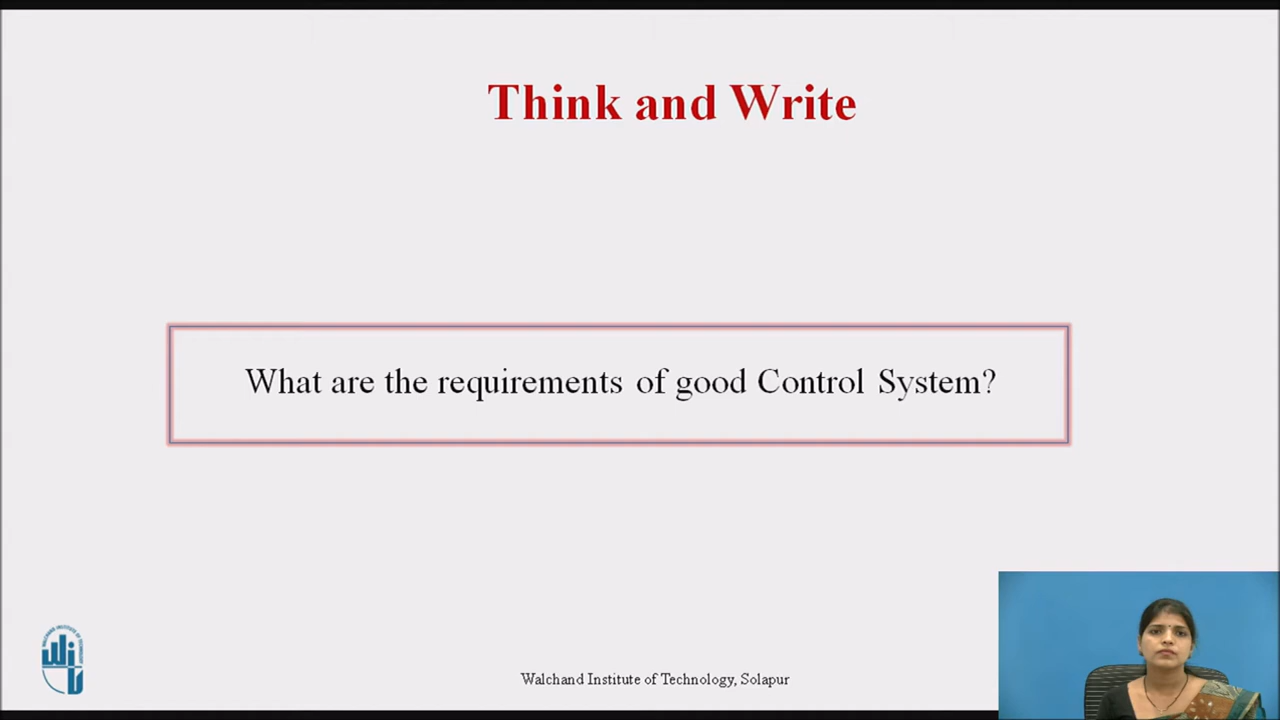 Think and Write
What are the requirements of good Control System?
Walchand Institute of Technology, Solapur